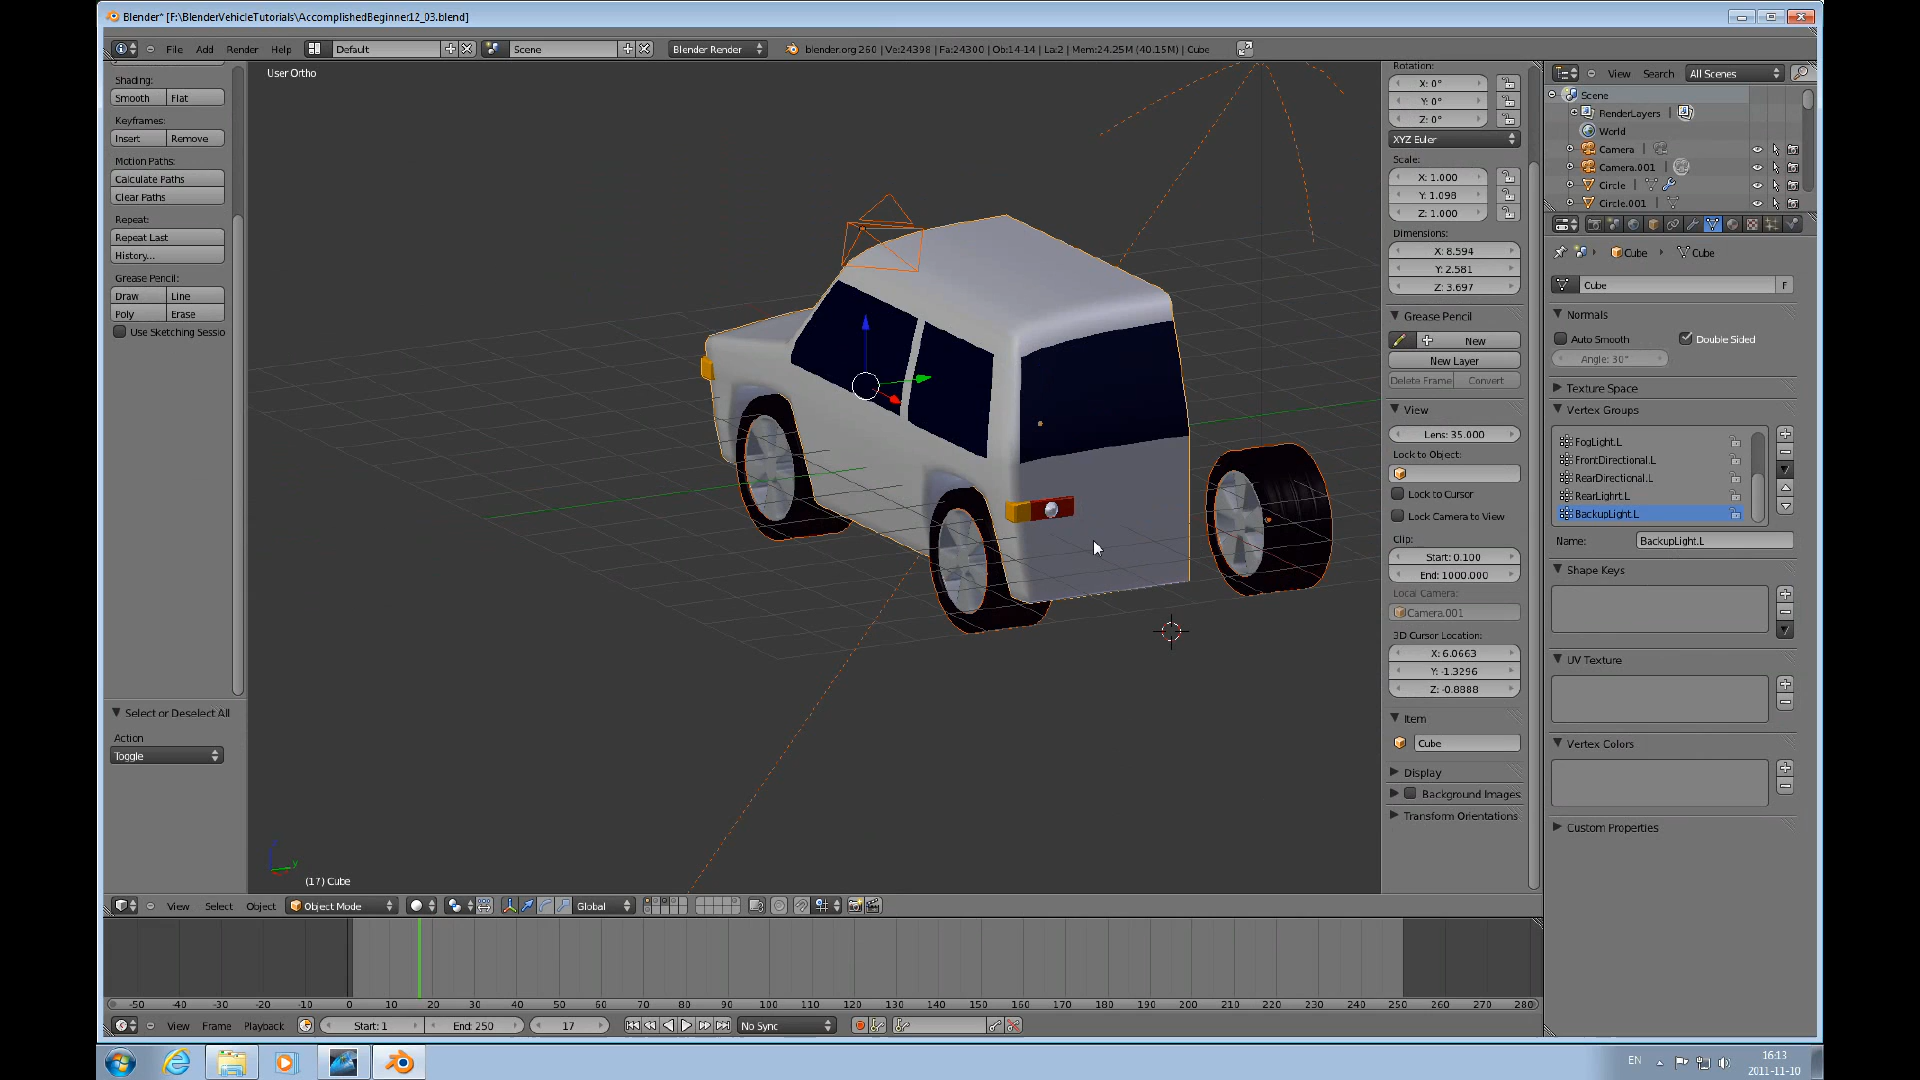 Blender* [F:\BlenderVehicleTutorials\AccomplishedBeginner12_03.blend]
File Add Render Help Default Scene Blender Render blender.org 260 | Ve:24398 | Fa:24300 | Ob:14-14 | La:2 | Mem:24.25M (40.15M) | Cube
Shading:
Smooth Flat
Keyframes:
Insert Remove
Motion Paths:
Calculate Paths
Clear Paths
Repeat:
Repeat Last
History...
Grease Pencil:
Draw Line
Poly Erase
Use Sketching Sessio
Select or Deselect All
Action
Toggle
User Ortho
(17) Cube
Rotation:
X: 0°
Y: 0°
Z: 0°
XYZ Euler
Scale:
X: 1.000
Y: 1.098
Z: 1.000
Dimensions:
X: 8.594
Y: 2.581
Z: 3.697
Grease Pencil
New
New Layer
Delete Frame Convert
View
Lens: 35.000
Lock to Object:
Lock to Cursor
Lock Camera to View
Clip:
Start: 0.100
End: 1000.000
Local Camera:
Camera.001
3D Cursor Location:
X: 6.0663
Y: -1.3296
Z: -0.8888
Item
Cube
Display
Background Images
Transform Orientations
View Search All Scenes
Scene
RenderLayers
World
Camera
Camera.001
Circle
Circle.001
Cube Cube
Cube F
Normals
Auto Smooth Double Sided
Angle: 30°
Texture Space
Vertex Groups
FogLight.L
FrontDirectional.L
RearDirectional.L
RearLighrt.L
BackupLight.L
Name: BackupLight.L
Shape Keys
UV Texture
Vertex Colors
Custom Properties
View Select Object Object Mode Global
-50 -40 -30 -20 -10 0 10 20 30 40 50 60 70 80 90 100 110 120 130 140 150 160 170 180 190 200 210 220 230 240 250 260 270 280
View Frame Playback Start: 1 End: 250 17 No Sync
EN
16:13
2011-11-10